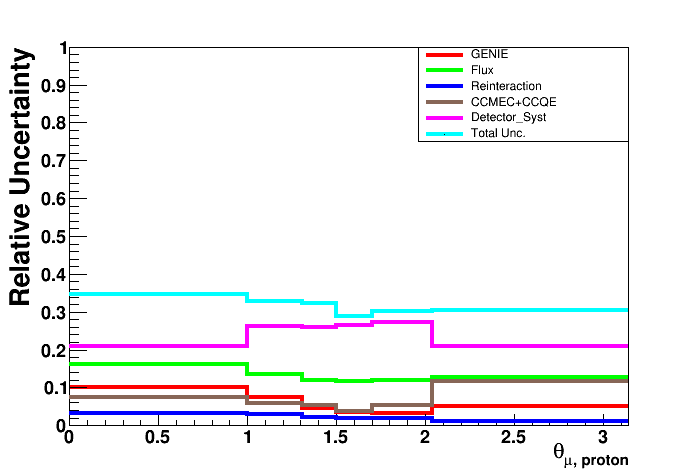 Relative Uncertainty
1
0.9
0.8
0.7
0.6
0.5
0.4
0.3
0.2
0.1
0
GENIE
Flux
Reinteraction
CCMEC+CCQE
Detector_Syst
Total Unc.
0 0.5 1 1.5 2 2.5 3
θμ, proton